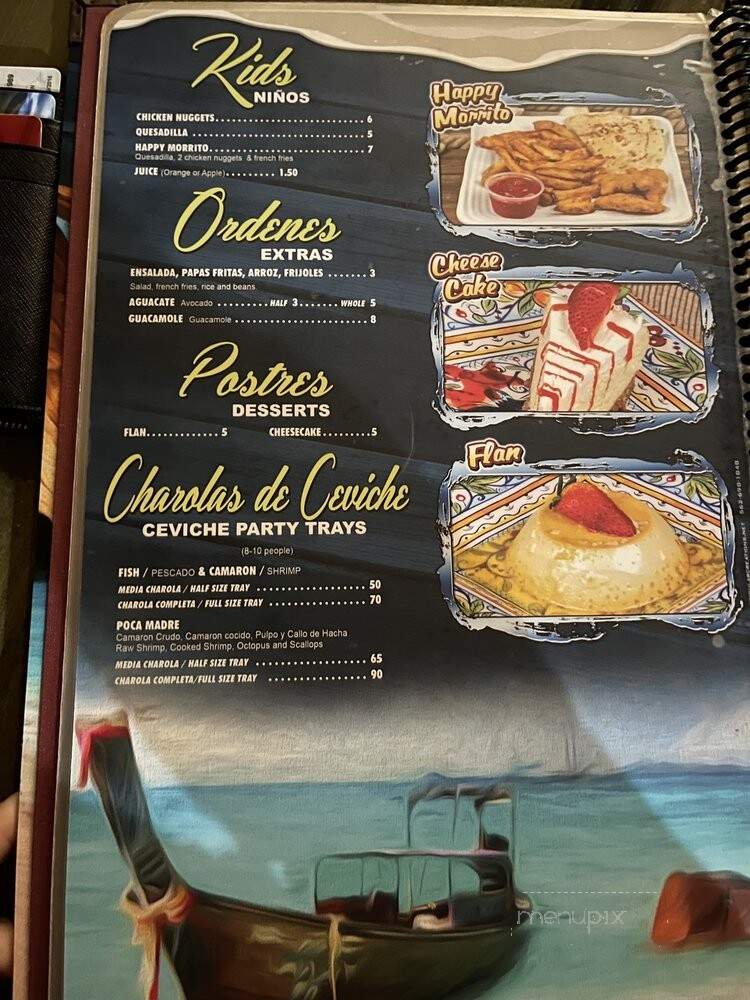 Kids
NIÑOS
CHICKEN NUGGETS........................ 6
QUESADILLA ........................ 5
HAPPY MORRITO........................ 7
Quesadilla, 2 chicken nuggets & french fries
JUICE (Orange or Apple).......... 1.50
Happy
Morrito
Ordenes
EXTRAS
ENSALADA, PAPAS FRITAS, ARROZ, FRIJOLES ....... 3
Salad, french fries, rice and beans
AGUACATE Avocado ..........HALF 3....... WHOLE 5
GUACAMOLE Guacamole ........................ 8
Cheese
Cake
Postres
DESSERTS
FLAN............ 5 CHEESECAKE.........5
Flan
Charolas de Ceviche
CEVICHE PARTY TRAYS
(8-10 people)
FISH / PESCADO & CAMARON / SHRIMP
MEDIA CHAROLA / HALF SIZE TRAY .................. 50
CHAROLA COMPLETA / FULL SIZE TRAY ................ 70
POCA MADRE
Camaron Crudo, Camaron cocido, Pulpo y Callo de Hacha
Raw Shrimp, Cooked Shrimp, Octopus and Scallops
MEDIA CHAROLA / HALF SIZE TRAY .................. 65
CHAROLA COMPLETA/FULL SIZE TRAY ................ 90
menupix